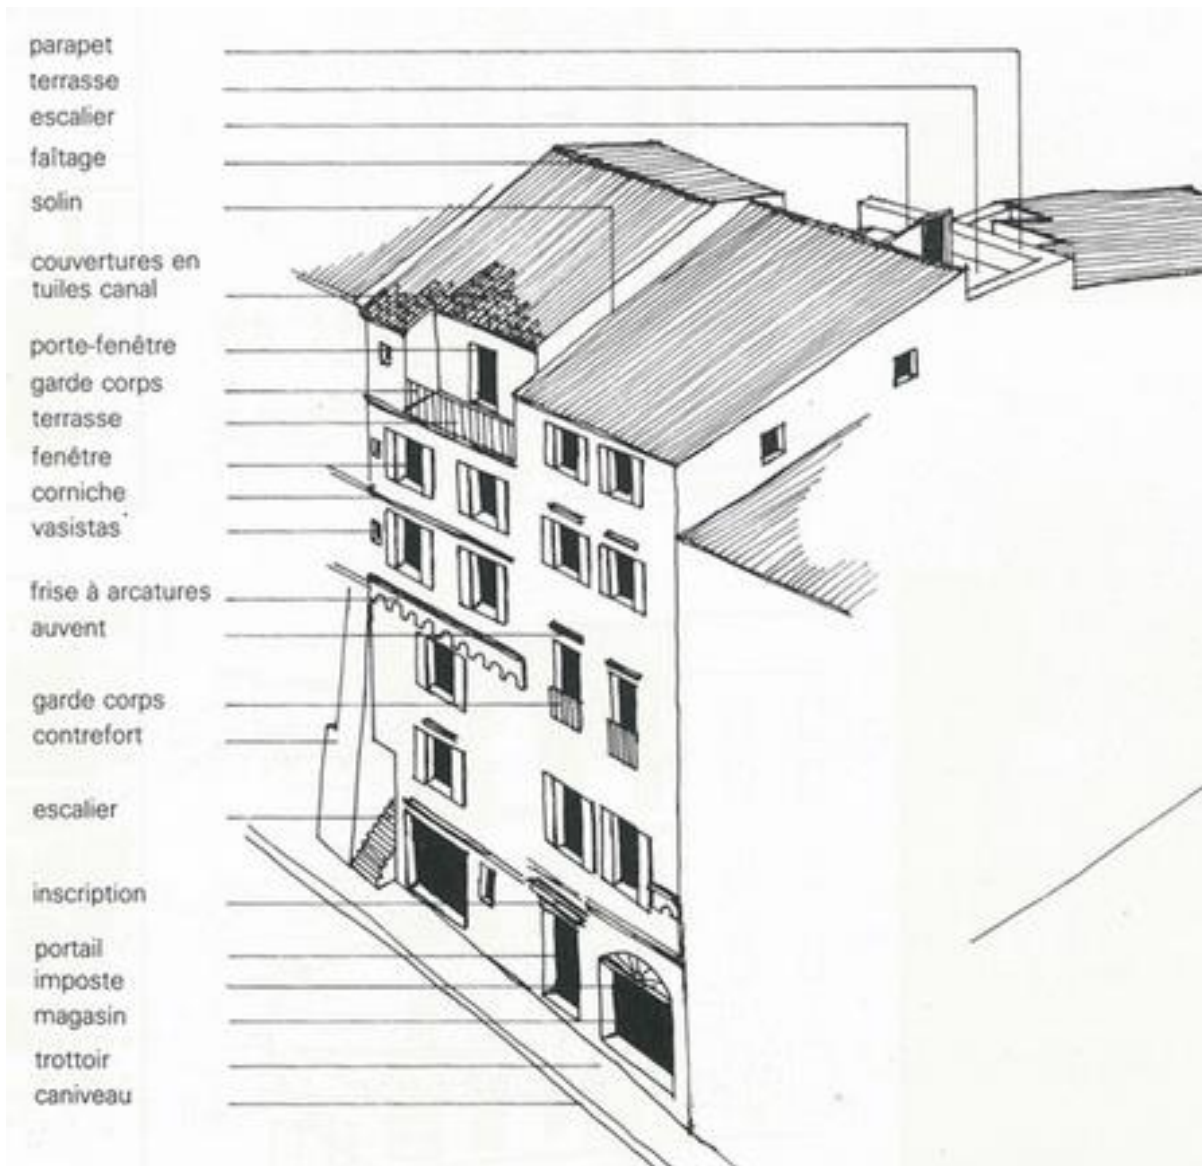 parapet
terrasse
escalier
faîtage
solin
couvertures en
tuiles canal
porte-fenêtre
garde corps
terrasse
fenêtre
corniche
vasistas
frise à arcatures
auvent
garde corps
contrefort
escalier
inscription
portail
imposte
magasin
trottoir
caniveau